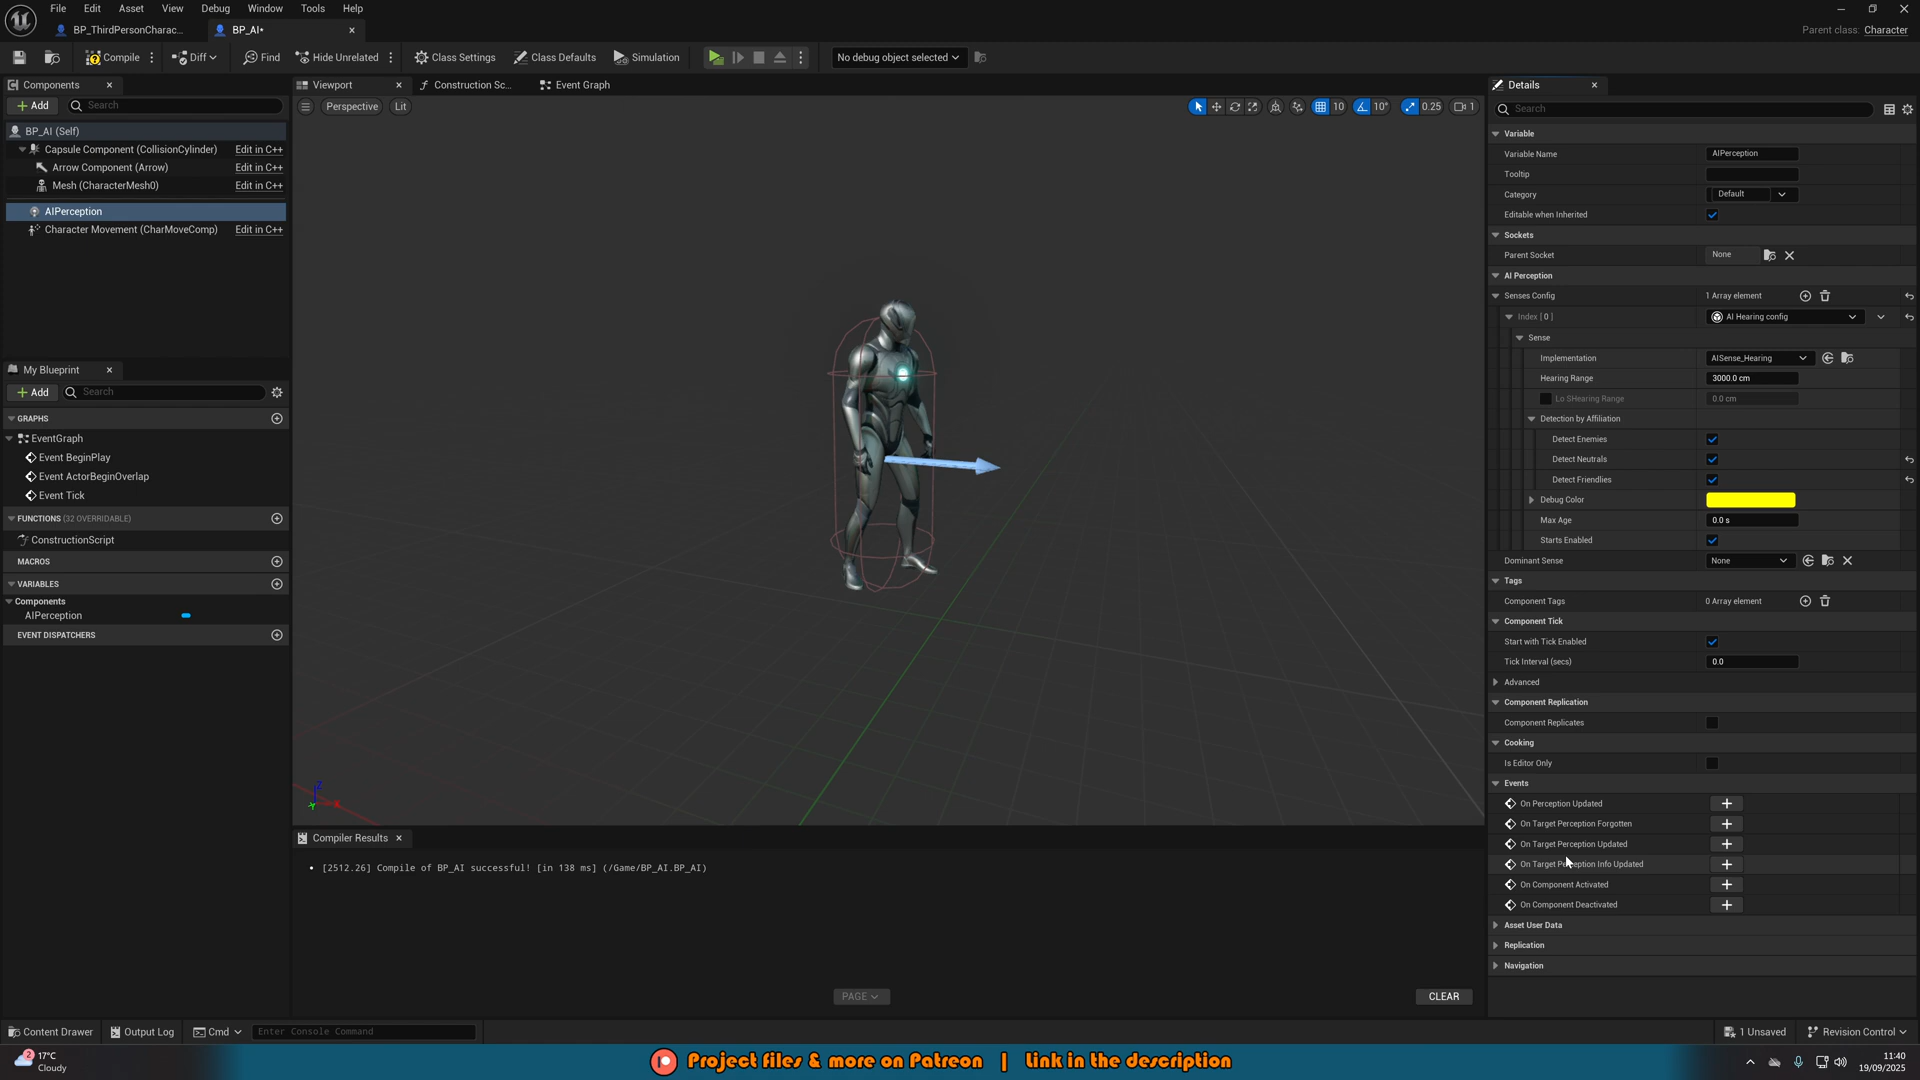 File Edit Asset View Debug Window Tools Help
BP_ThirdPersonCharac...
BP_AI•
Parent class: Character
Compile
Diff
Find
Hide Unrelated
Class Settings
Class Defaults
Simulation
No debug object selected
Components
Add
Search
BP_AI (Self)
Capsule Component (CollisionCylinder) Edit in C++
Arrow Component (Arrow) Edit in C++
Mesh (CharacterMesh0) Edit in C++
AIPerception
Character Movement (CharMoveComp) Edit in C++
My Blueprint
Add
Search
GRAPHS
EventGraph
Event BeginPlay
Event ActorBeginOverlap
Event Tick
FUNCTIONS (32 OVERRIDABLE)
ConstructionScript
MACROS
VARIABLES
Components
AIPerception
EVENT DISPATCHERS
Viewport
Construction Sc...
Event Graph
Perspective
Lit
10
10°
0.25
1
Z
X
Y
Compiler Results
[2512.26] Compile of BP_AI successful! [in 138 ms] (/Game/BP_AI.BP_AI)
PAGE
CLEAR
Details
Search
Variable
Variable Name AIPerception
Tooltip
Category Default
Editable when Inherited
Sockets
Parent Socket None
AI Perception
Senses Config 1 Array element
Index [ 0 ] AI Hearing config
Sense
Implementation AISense_Hearing
Hearing Range 3000.0 cm
Lo SHearing Range 0.0 cm
Detection by Affiliation
Detect Enemies
Detect Neutrals
Detect Friendlies
Debug Color
Max Age 0.0 s
Starts Enabled
Dominant Sense None
Tags
Component Tags 0 Array element
Component Tick
Start with Tick Enabled
Tick Interval (secs) 0.0
Advanced
Component Replication
Component Replicates
Cooking
Is Editor Only
Events
On Perception Updated
On Target Perception Forgotten
On Target Perception Updated
On Target Perception Info Updated
On Component Activated
On Component Deactivated
Asset User Data
Replication
Navigation
Content Drawer
Output Log
Cmd
Enter Console Command
1 Unsaved
Revision Control
2
17°C
Cloudy
Project files & more on Patreon | Link in the description
11:40
19/09/2025